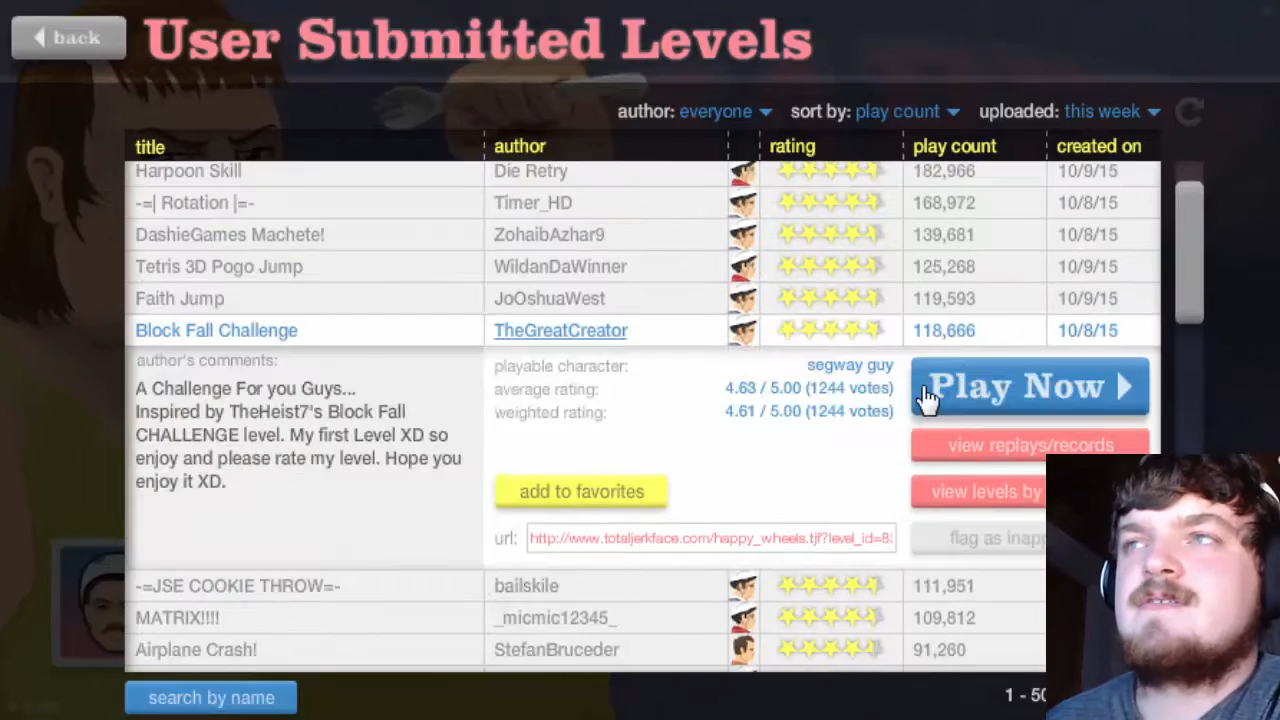 back
User Submitted Levels
author: everyone sort by: play count uploaded: this week
title author rating play count created on
Harpoon Skill Die Retry 182,966 10/9/15
-=| Rotation |=- Timer_HD 168,972 10/8/15
DashieGames Machete! ZohaibAzhar9 139,681 10/8/15
Tetris 3D Pogo Jump WildanDaWinner 125,268 10/9/15
Faith Jump JoOshuaWest 119,593 10/9/15
Block Fall Challenge TheGreatCreator 118,666 10/8/15
author's comments:
A Challenge For you Guys...
Inspired by TheHeist7's Block Fall
CHALLENGE level. My first Level XD so
enjoy and please rate my level. Hope you
enjoy it XD.
playable character: segway guy
average rating: 4.63 / 5.00 (1244 votes)
weighted rating: 4.61 / 5.00 (1244 votes)
Play Now
view replays/records
add to favorites
view levels by
url: http://www.totaljerkface.com/happy_wheels.tjf?level_id=8
flag as inapp
-=JSE COOKIE THROW=- bailskile 111,951
MATRIX!!!! _micmic12345_ 109,812
Airplane Crash! StefanBruceder 91,260
search by name
1 - 50